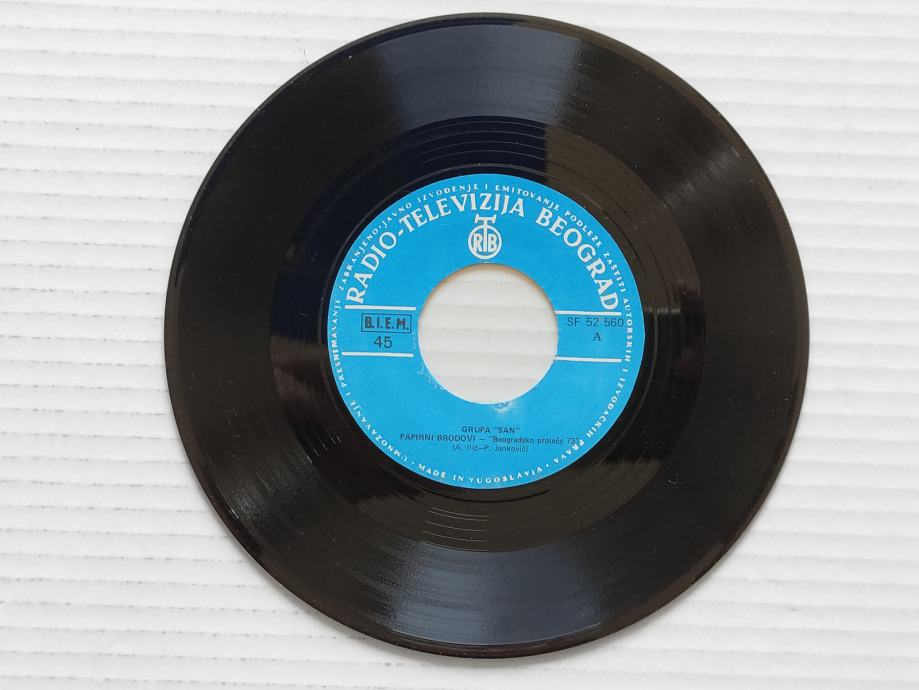 UMNOŽAVANJE I PRESNIMAVANJE ZABRANJENO-JAVNO IZVOĐENJE I EMITOVANJE PODLEŽE ZAŠTITI AUTORSKIH I IZVOĐAČKIH PRAVA
RADIO-TELEVIZIJA BEOGRAD
RTB
B.I.E.M.
45
SF 52 560
A
GRUPA "SAN"
PAPIRNI BRODOVI — "Beogradsko proleće 73"
(A. Ilić—P. Janković)
• MADE IN YUGOSLAVIA •